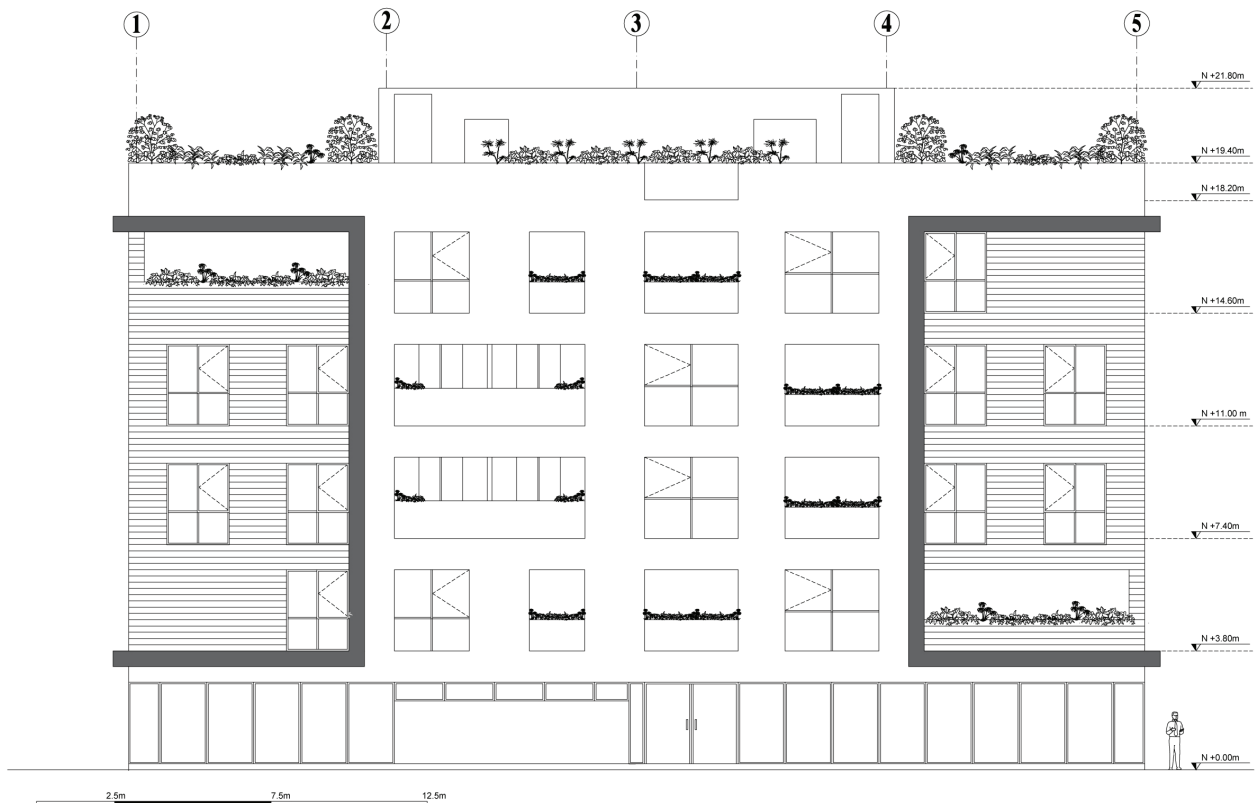 1 2 3 4 5
N +21.80m
N +19.40m
N +18.20m
N +14.60m
N +11.00 m
N +7.40m
N +3.80m
N +0.00m
2.5m 7.5m 12.5m